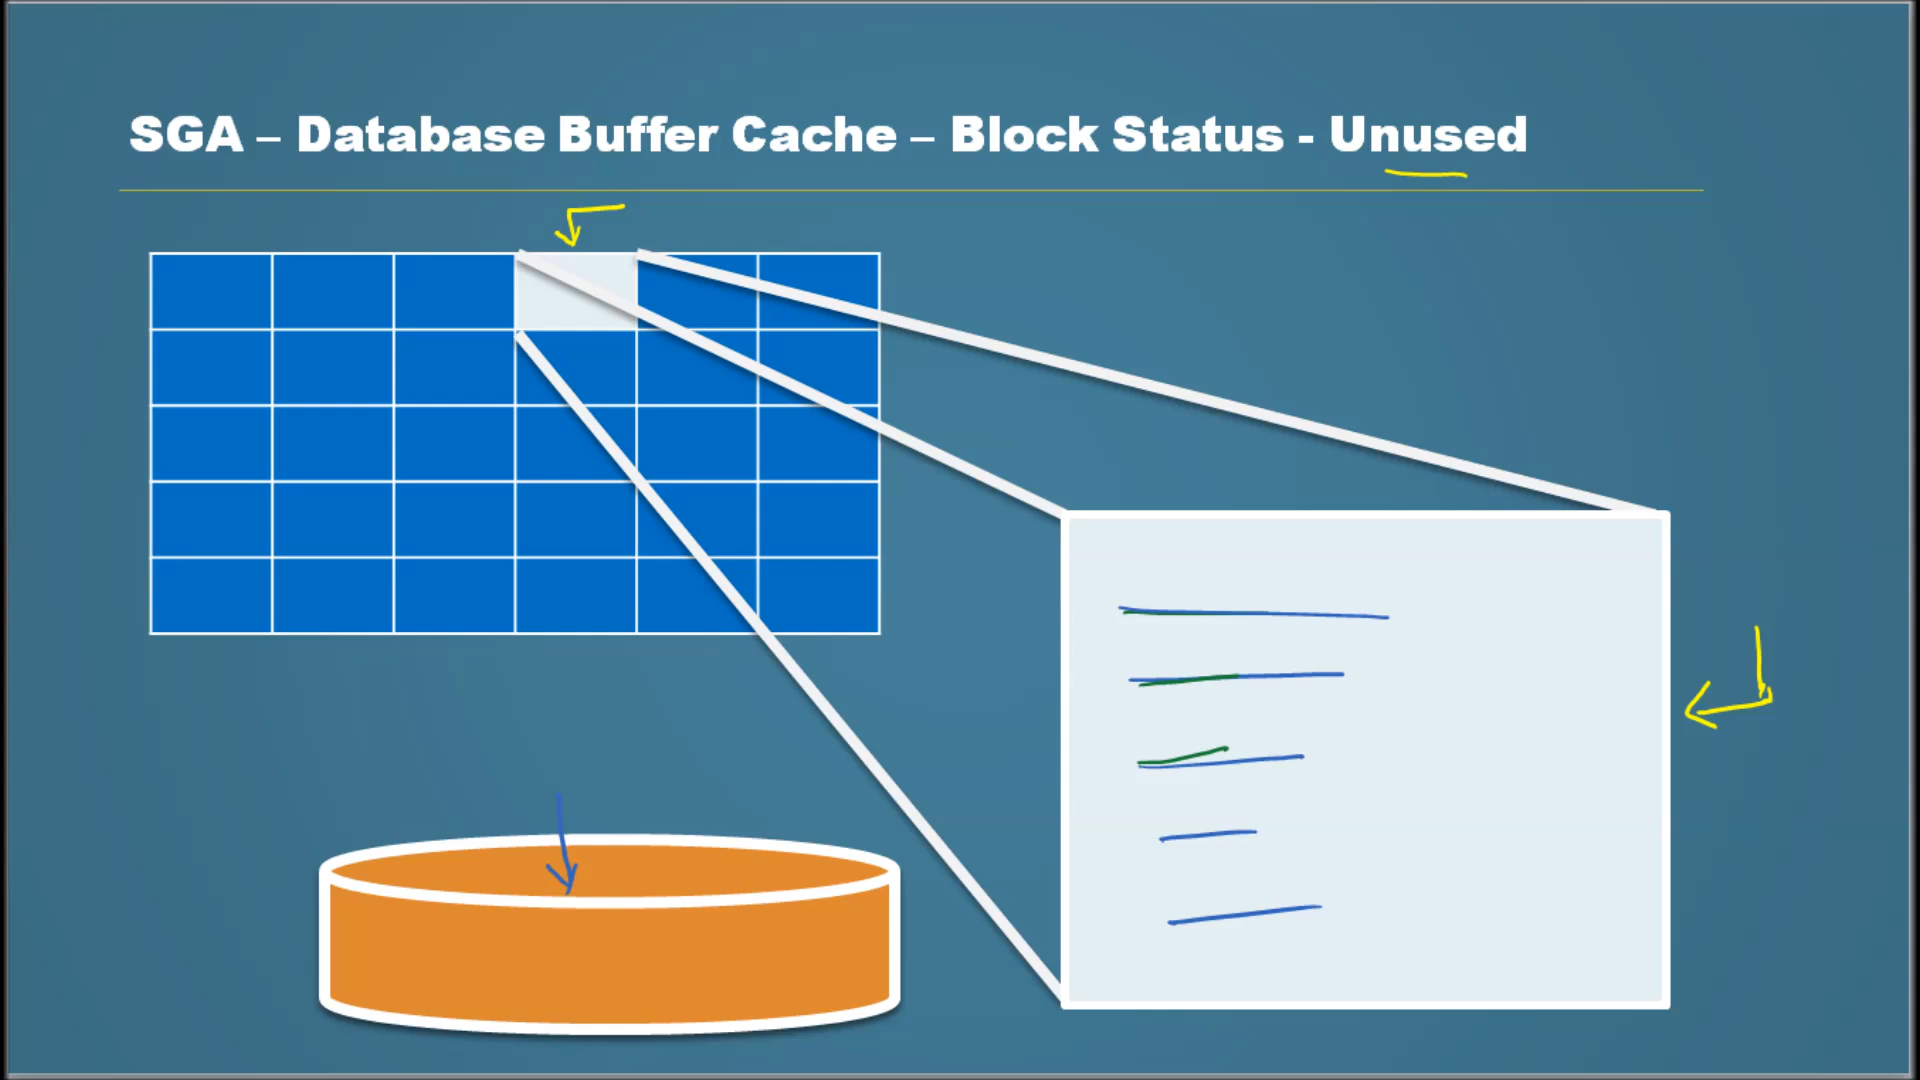 SGA – Database Buffer Cache – Block Status - Unused